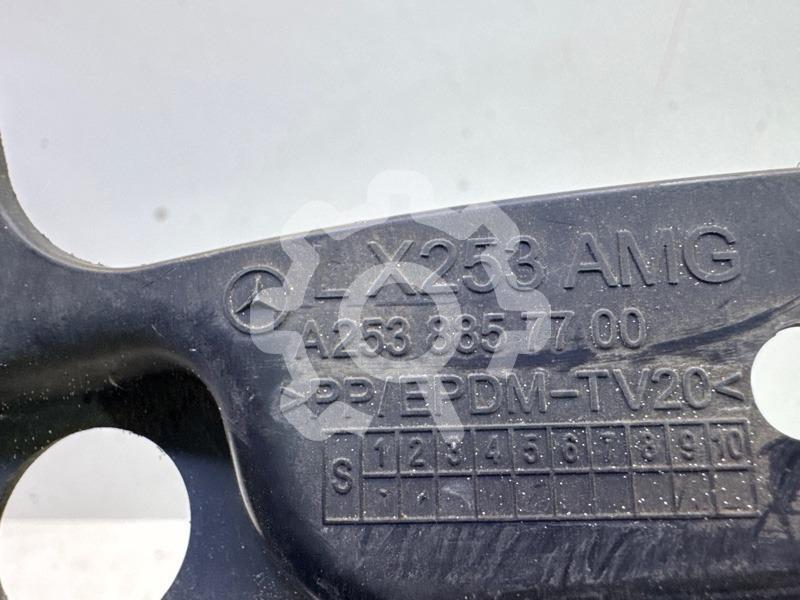 L X253 AMG
A253 885 77 00
>PP/EPDM-TV20<
S 1 2 3 4 5 6 7 8 9 10